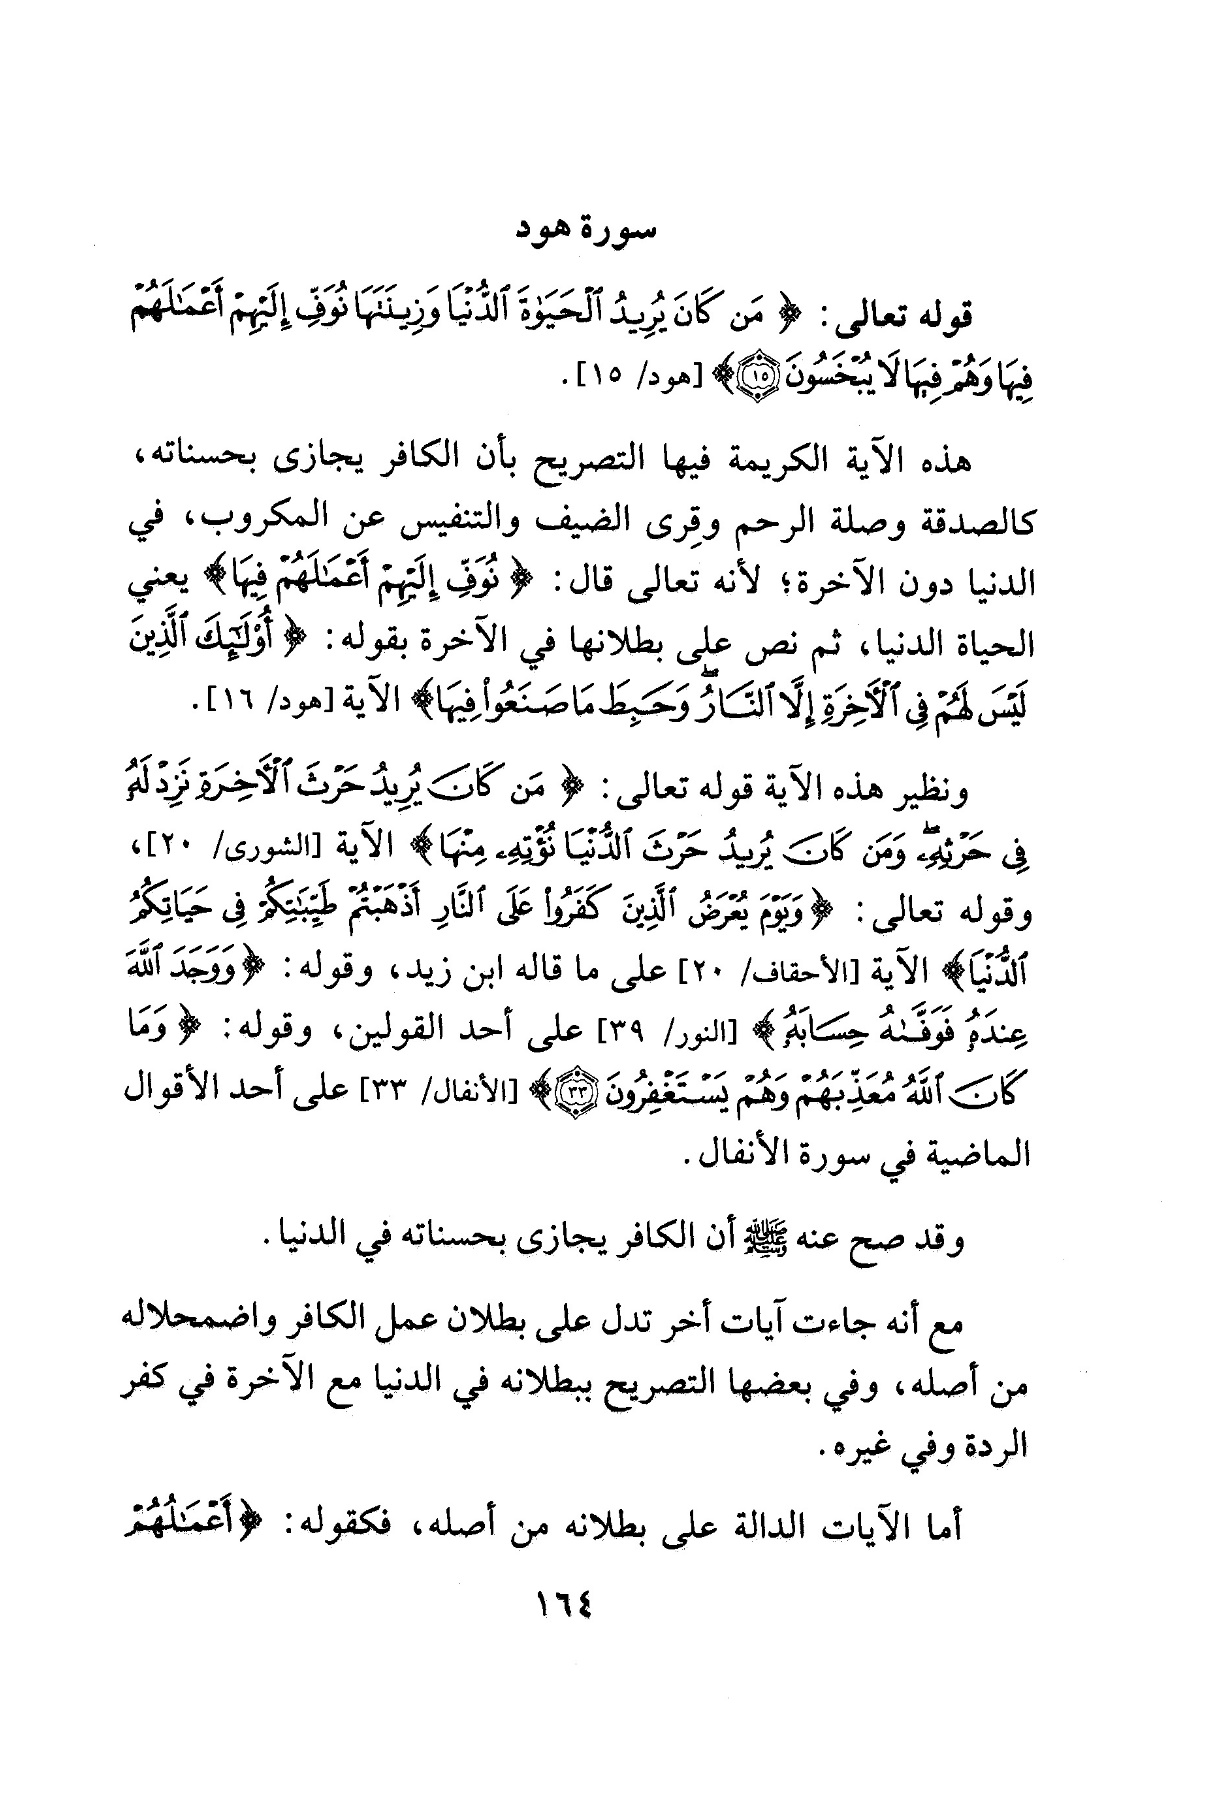 سورة هود
قوله تعالى: ﴿ مَن كَانَ يُرِيدُ ٱلْحَيَوٰةَ ٱلدُّنْيَا وَزِينَتَهَا نُوَفِّ إِلَيْهِمْ أَعْمَٰلَهُمْ
فِيهَا وَهُمْ فِيهَا لَا يُبْخَسُونَ ١٥﴾ [هود/ ١٥].
هذه الآية الكريمة فيها التصريح بأن الكافر يجازى بحسناته،
كالصدقة وصلة الرحم وقِرى الضيف والتنفيس عن المكروب، في
الدنيا دون الآخرة؛ لأنه تعالى قال: ﴿ نُوَفِّ إِلَيْهِمْ أَعْمَٰلَهُمْ فِيهَا﴾ يعني
الحياة الدنيا، ثم نص على بطلانها في الآخرة بقوله: ﴿ أُوْلَٰٓئِكَ ٱلَّذِينَ
لَيْسَ لَهُمْ فِي ٱلْأَخِرَةِ إِلَّا ٱلنَّارُۖ وَحَبِطَ مَا صَنَعُواْ فِيهَا﴾ الآية [هود/ ١٦].
ونظير هذه الآية قوله تعالى: ﴿ مَن كَانَ يُرِيدُ حَرْثَ ٱلْأَخِرَةِ نَزِدْ لَهُۥ
فِي حَرْثِهِۦۖ وَمَن كَانَ يُرِيدُ حَرْثَ ٱلدُّنْيَا نُؤْتِهِۦ مِنْهَا﴾ الآية [الشورى/ ٢٠]،
وقوله تعالى: ﴿وَيَوْمَ يُعْرَضُ ٱلَّذِينَ كَفَرُواْ عَلَى ٱلنَّارِ أَذْهَبْتُمْ طَيِّبَٰتِكُمْ فِي حَيَاتِكُمُ
ٱلدُّنْيَا﴾ الآية [الأحقاف/ ٢٠] على ما قاله ابن زيد، وقوله: ﴿وَوَجَدَ ٱللَّهَ
عِندَهُۥ فَوَفَّىٰهُ حِسَابَهُۥ﴾ [النور/ ٣٩] على أحد القولين، وقوله: ﴿ وَمَا
كَانَ ٱللَّهُ مُعَذِّبَهُمْ وَهُمْ يَسْتَغْفِرُونَ ٣٣﴾ [الأنفال/ ٣٣] على أحد الأقوال
الماضية في سورة الأنفال.
وقد صح عنه ﷺ أن الكافر يجازى بحسناته في الدنيا.
مع أنه جاءت آيات أخر تدل على بطلان عمل الكافر واضمحلاله
من أصله، وفي بعضها التصريح ببطلانه في الدنيا مع الآخرة في كفر
الردة وفي غيره.
أما الآيات الدالة على بطلانه من أصله، فكقوله: ﴿أَعْمَٰلُهُمْ
١٦٤